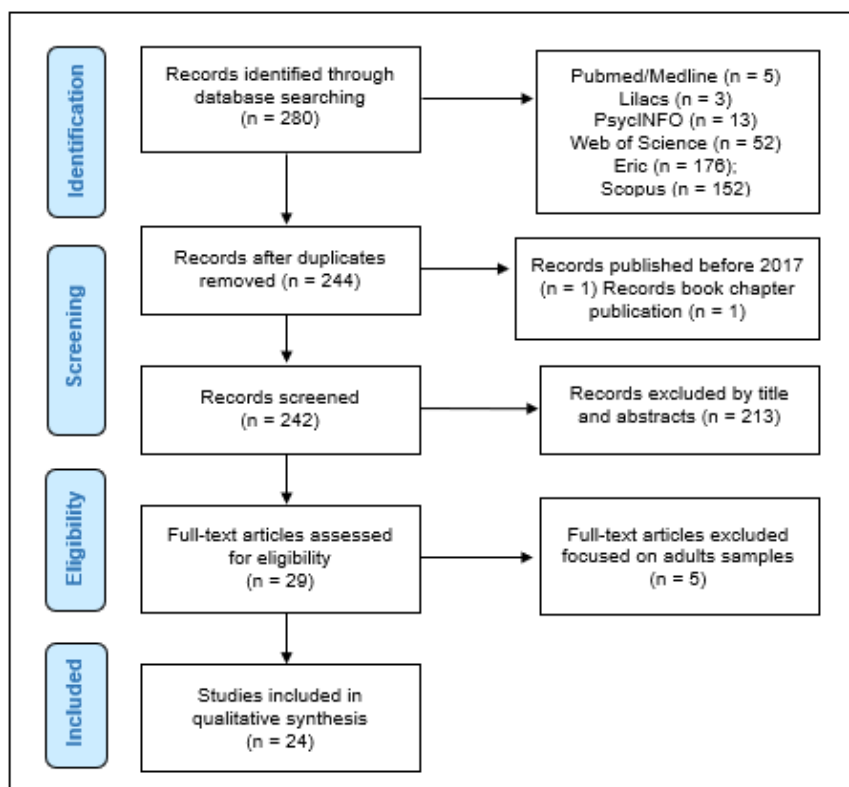 Identification
Records identified through
database searching
(n = 280)
Pubmed/Medline (n = 5)
Lilacs (n = 3)
PsycINFO (n = 13)
Web of Science (n = 52)
Eric (n = 176);
Scopus (n = 152)
Screening
Records after duplicates
removed (n = 244)
Records published before 2017
(n = 1) Records book chapter
publication (n = 1)
Records screened
(n = 242)
Records excluded by title
and abstracts (n = 213)
Eligibility
Full-text articles assessed
for eligibility
(n = 29)
Full-text articles excluded
focused on adults samples
(n = 5)
Included
Studies included in
qualitative synthesis
(n = 24)